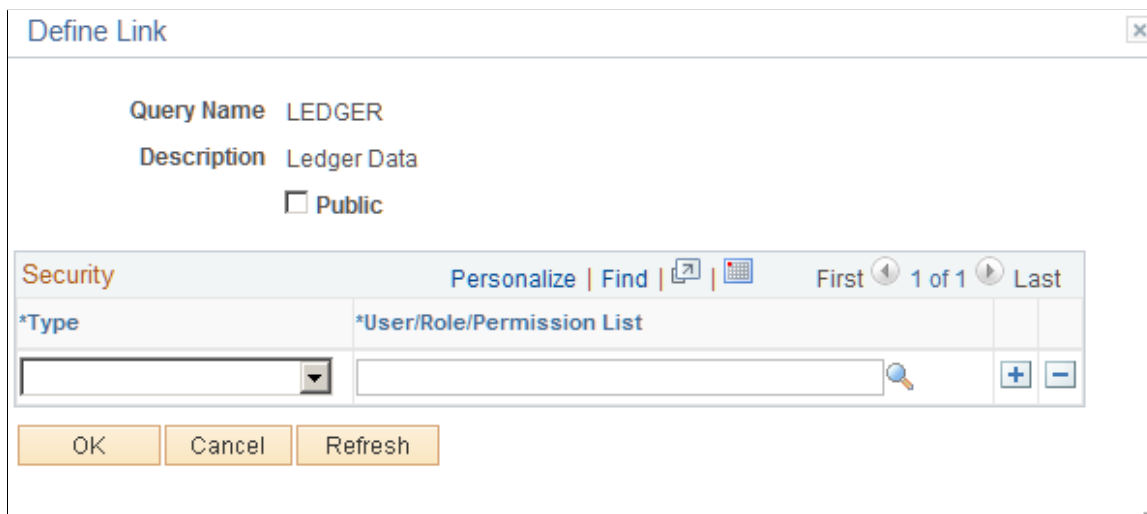 Define Link
Query Name LEDGER
Description Ledger Data
Public
Security Personalize | Find | | First 1 of 1 Last
*Type *User/Role/Permission List
OK Cancel Refresh